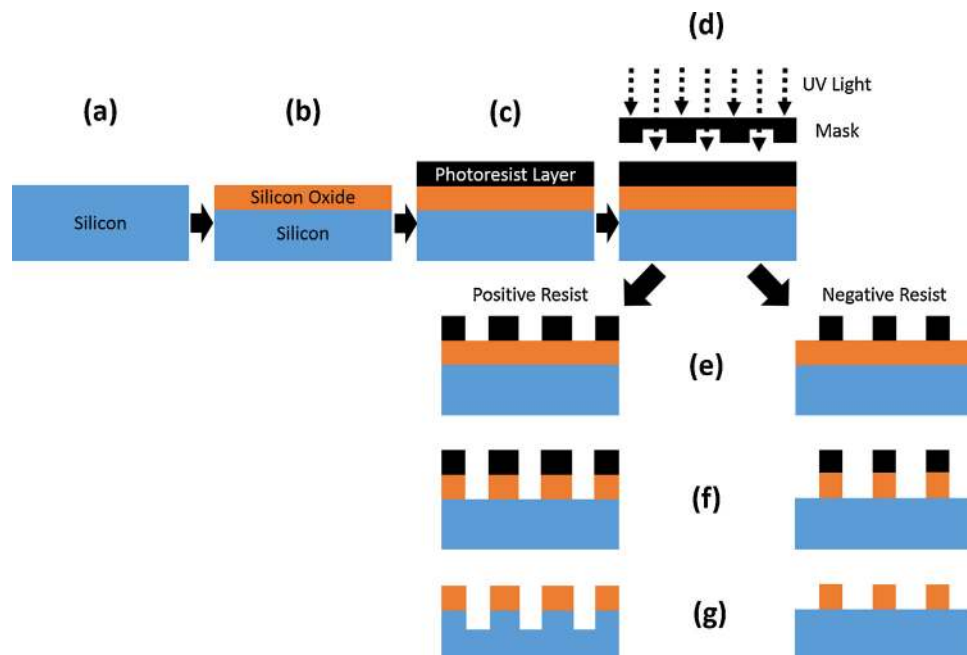 (d)
UV Light
(a)
(b)
(c)
Mask
Photoresist Layer
Silicon Oxide
Silicon
Silicon
Positive Resist
Negative Resist
(e)
(f)
(g)